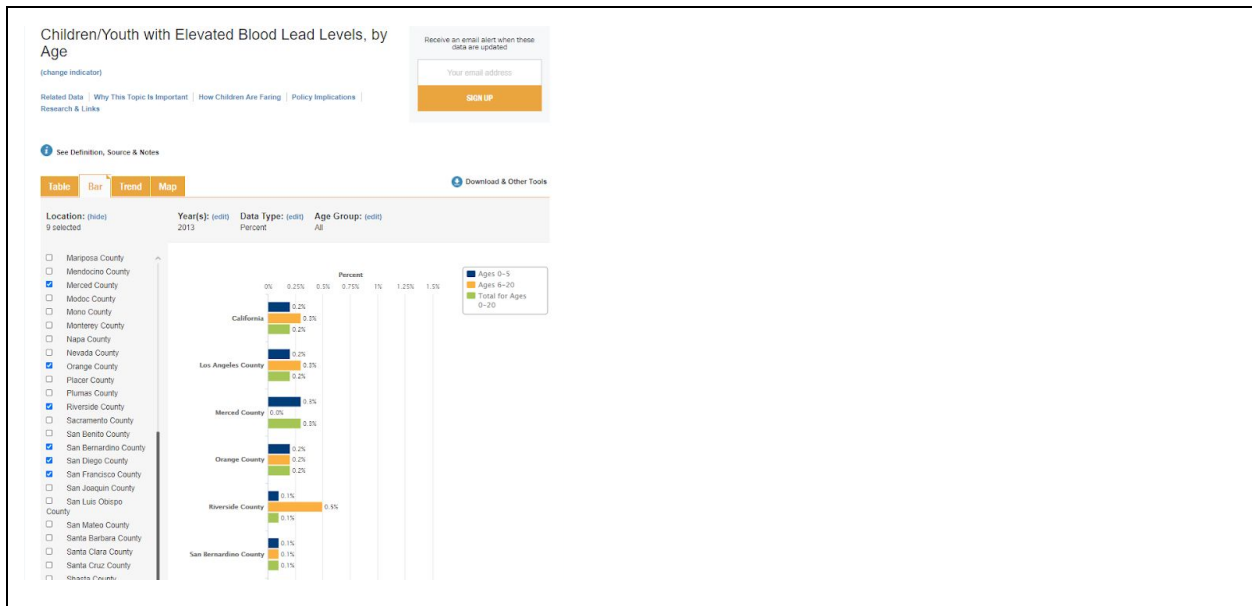 Children/Youth with Elevated Blood Lead Levels, by
Age
(change indicator)
Related Data | Why This Topic Is Important | How Children Are Faring | Policy Implications |
Research & Links
Receive an email alert when these
data are updated
Your email address
SIGN UP
See Definition, Source & Notes
Table Bar Trend Map
Download & Other Tools
Location: (hide)
9 selected
Year(s): (edit)
2013
Data Type: (edit)
Percent
Age Group: (edit)
All
Mariposa County
Mendocino County
Merced County
Modoc County
Mono County
Monterey County
Napa County
Nevada County
Orange County
Placer County
Plumas County
Riverside County
Sacramento County
San Benito County
San Bernardino County
San Diego County
San Francisco County
San Joaquin County
San Luis Obispo
County
San Mateo County
Santa Barbara County
Santa Clara County
Santa Cruz County
Shasta County
Percent
0% 0.25% 0.5% 0.75% 1% 1.25% 1.5%
Ages 0–5
Ages 6–20
Total for Ages
0–20
California
0.2%
0.3%
0.2%
Los Angeles County
0.2%
0.3%
0.2%
Merced County
0.3%
0.0%
0.3%
Orange County
0.2%
0.2%
0.2%
Riverside County
0.1%
0.5%
0.1%
San Bernardino County
0.1%
0.1%
0.1%